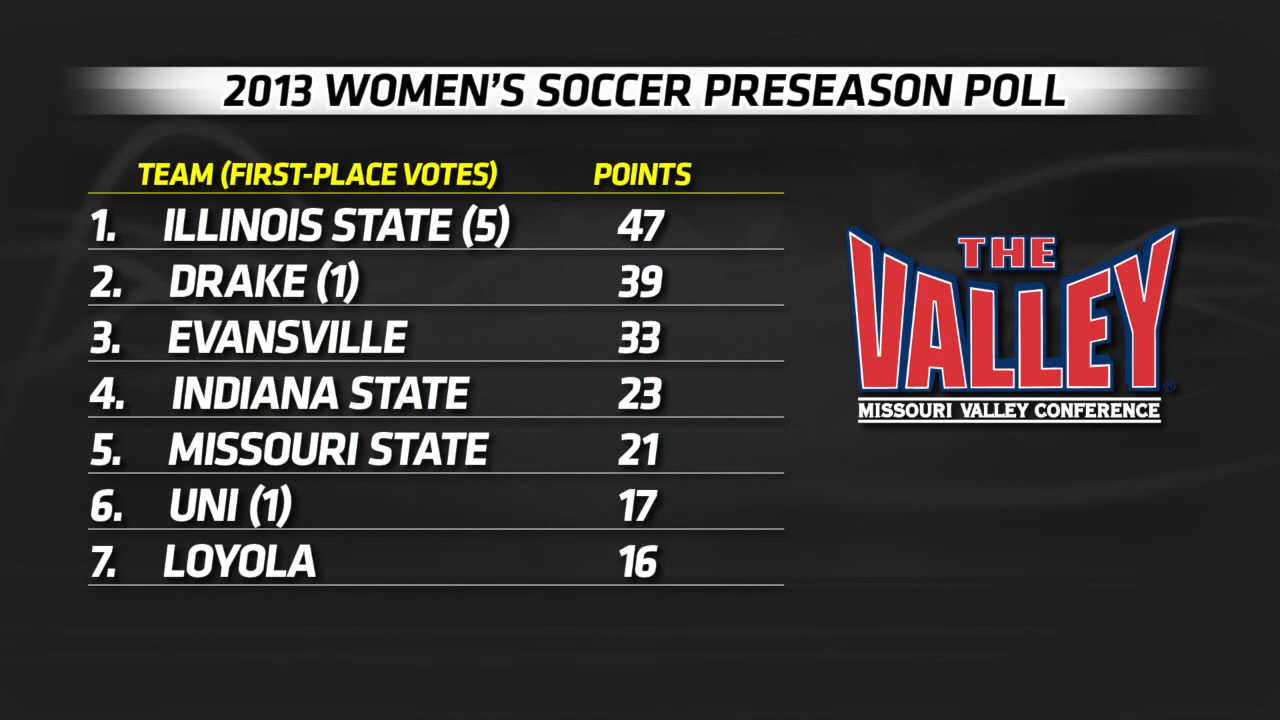 2013 WOMEN'S SOCCER PRESEASON POLL
TEAM (FIRST-PLACE VOTES) POINTS
1. ILLINOIS STATE (5) 47
2. DRAKE (1) 39
3. EVANSVILLE 33
4. INDIANA STATE 23
5. MISSOURI STATE 21
6. UNI (1) 17
7. LOYOLA 16
THE
VALLEY®
MISSOURI VALLEY CONFERENCE